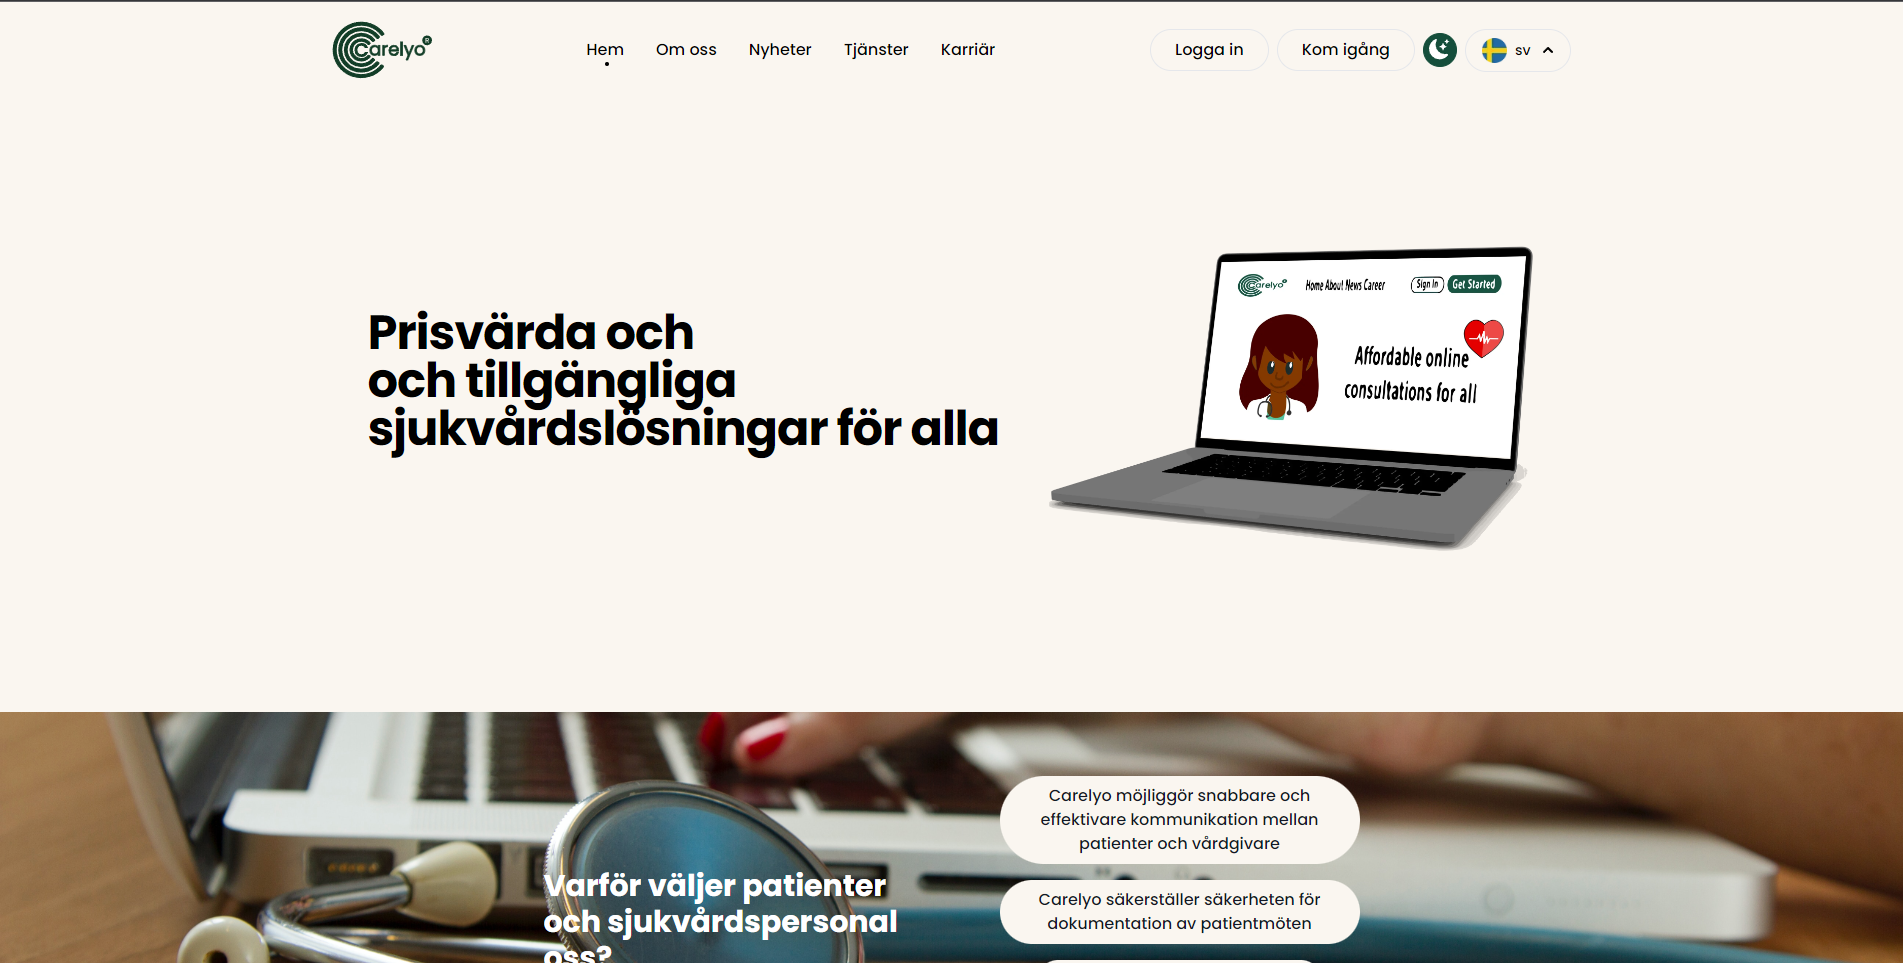 Carelyo®
Hem
Om oss
Nyheter
Tjänster
Karriär
Logga in
Kom igång
sv
Prisvärda och
och tillgängliga
sjukvårdslösningar för alla
Carelyo
Home About News Career
Sign In
Get Started
Affordable online
consultations for all
Varför väljer patienter
och sjukvårdspersonal
oss?
Carelyo möjliggör snabbare och
effektivare kommunikation mellan
patienter och vårdgivare
Carelyo säkerställer säkerheten för
dokumentation av patientmöten